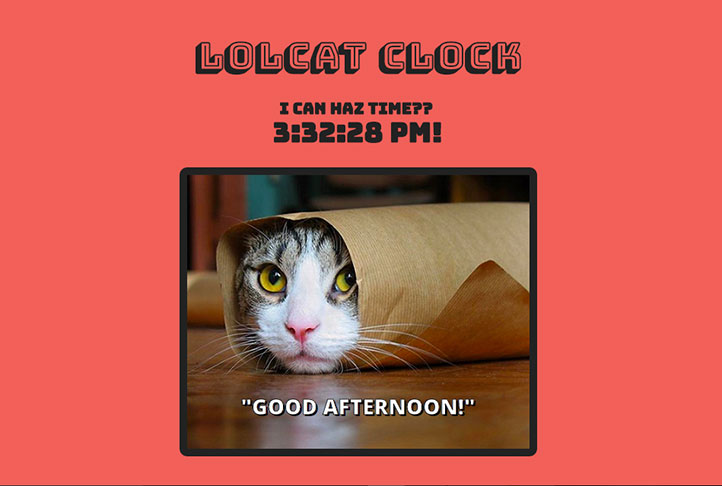 LOLCAT CLOCK
I CAN HAZ TIME??
3:32:28 PM!
"GOOD AFTERNOON!"